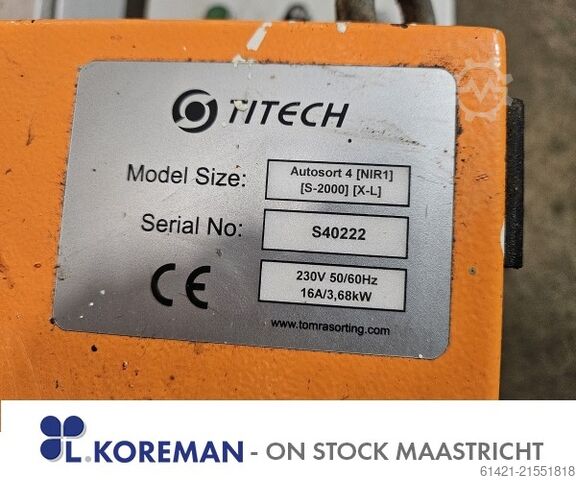 TITECH
Model Size: Autosort 4 [NIR1]
[S-2000] [X-L]
Serial No: S40222
CE 230V 50/60Hz
16A/3,68kW
www.tomrasorting.com
L.KOREMAN - ON STOCK MAASTRICHT
61421-21551818